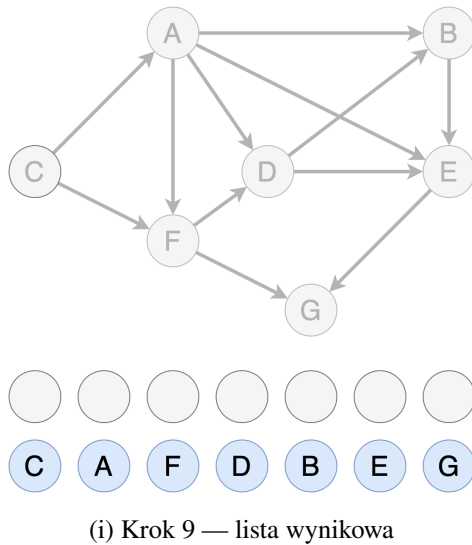 A B
C D E
F
G
C A F D B E G
(i) Krok 9 — lista wynikowa